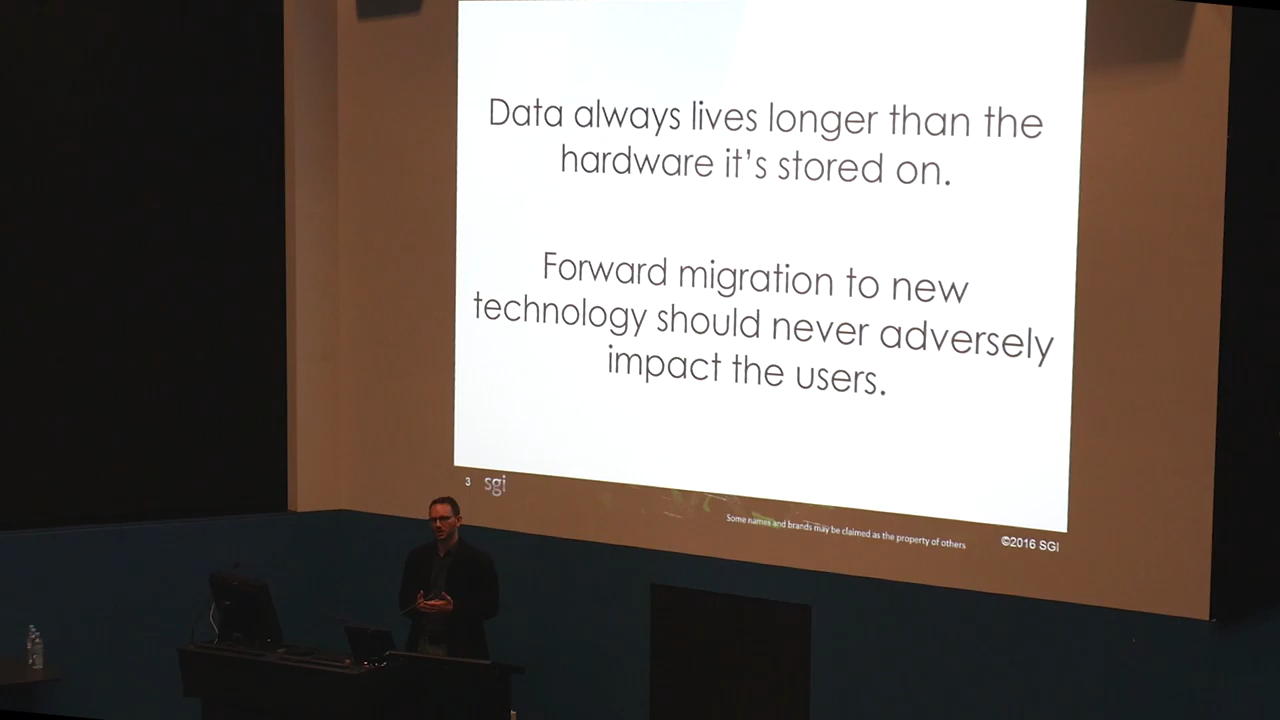 Data always lives longer than the
hardware it's stored on.
Forward migration to new
technology should never adversely
impact the users.
3 sgi
Some names and brands may be claimed as the property of others
©2016 SGI